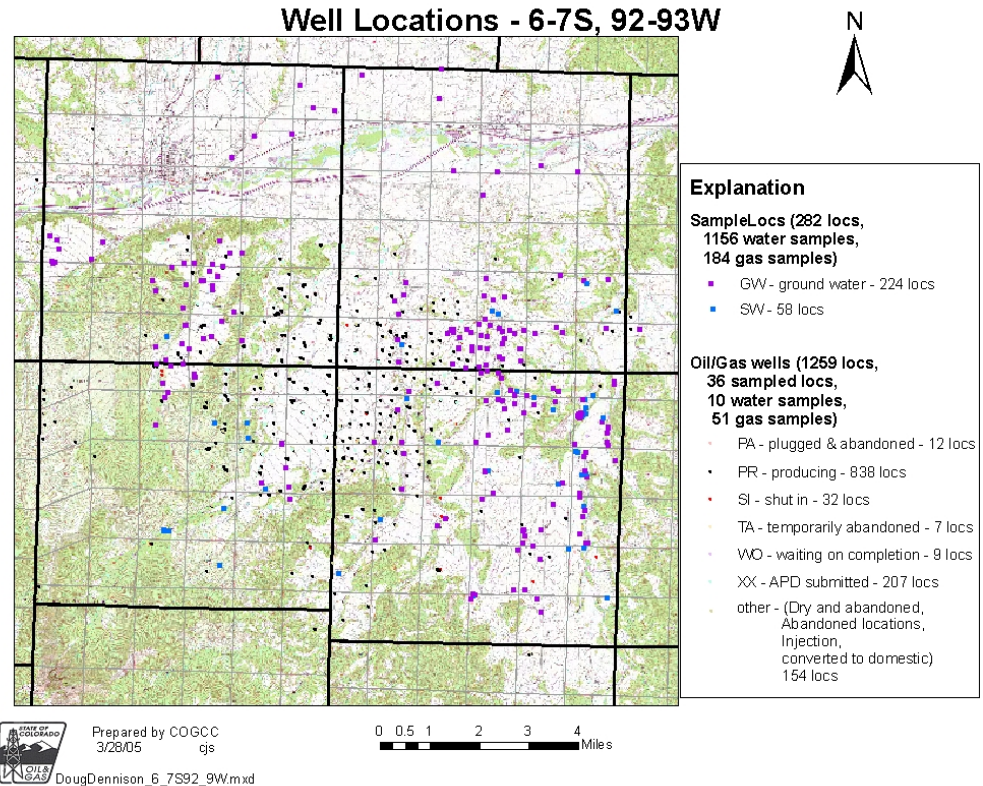 Well Locations - 6-7S, 92-93W
N
Explanation
SampleLocs (282 locs,
1156 water samples,
184 gas samples)
GW - ground water - 224 locs
SW - 58 locs
Oil/Gas wells (1259 locs,
36 sampled locs,
10 water samples,
51 gas samples)
PA - plugged & abandoned - 12 locs
PR - producing - 838 locs
SI - shut in - 32 locs
TA - temporarily abandoned - 7 locs
WO - waiting on completion - 9 locs
XX - APD submitted - 207 locs
other - (Dry and abandoned,
Abandoned locations,
Injection,
converted to domestic)
154 locs
STATE OF
COLORADO
OIL&
GAS
Prepared by COGCC
3/28/05 cjs
DougDennison_6_7S92_9W.mxd
0 0.5 1 2 3 4
Miles